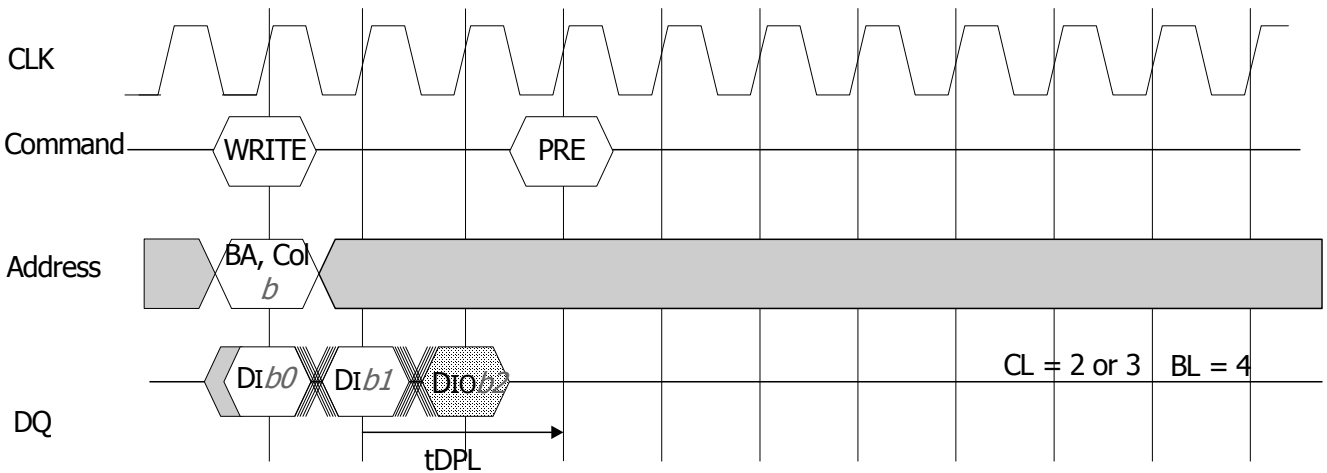 CLK
Command
WRITE
PRE
Address
BA, Col
b
DIb0
DIb1
DIOb2
CL = 2 or 3
BL = 4
DQ
tDPL